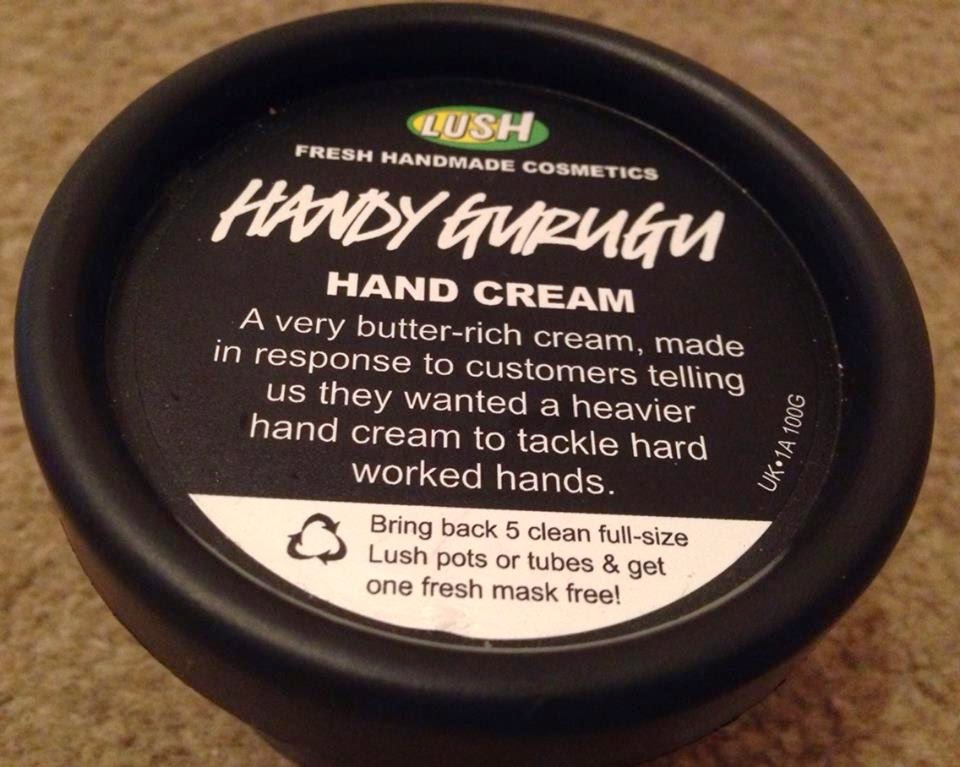 LUSH
FRESH HANDMADE COSMETICS
HANDY GURUGU
HAND CREAM
A very butter-rich cream, made
in response to customers telling
us they wanted a heavier
hand cream to tackle hard
worked hands.
UK•1A 100G
Bring back 5 clean full-size
Lush pots or tubes & get
one fresh mask free!